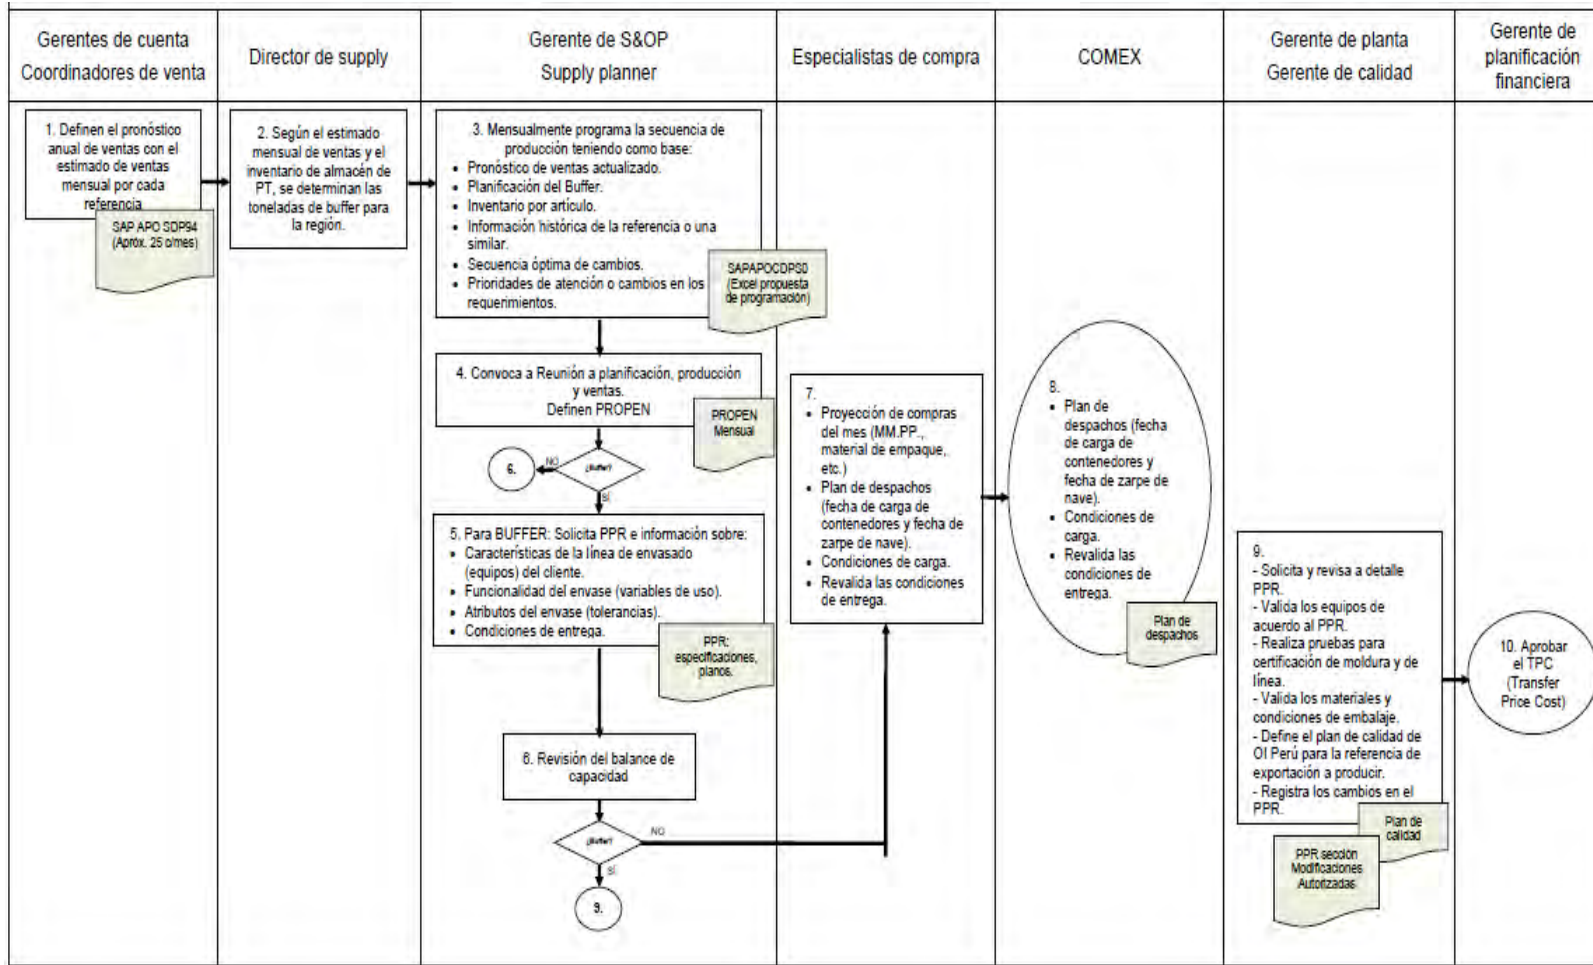 Gerentes de cuenta
Coordinadores de venta
Director de supply
Gerente de S&OP
Supply planner
Especialistas de compra
COMEX
Gerente de planta
Gerente de calidad
Gerente de
planificación
financiera
1. Definen el pronóstico
anual de ventas con el
estimado de ventas
mensual por cada
referencia
SAP APO SDP94
(Apróx. 25 c/mes)
2. Según el estimado
mensual de ventas y el
inventario de almacén de
PT, se determinan las
toneladas de buffer para
la región.
3. Mensualmente programa la secuencia de
producción teniendo como base:
• Pronóstico de ventas actualizado.
• Planificación del Buffer.
• Inventario por artículo.
• Información histórica de la referencia o una
similar.
• Secuencia óptima de cambios.
• Prioridades de atención o cambios en los
requerimientos.
SAPAPOCDPS0
(Excel propuesta
de programación)
4. Convoca a Reunión a planificación, producción
y ventas.
Definen PROPEN
PROPEN
Mensual
¿Buffer?
NO
6.
SÍ
5. Para BUFFER: Solicita PPR e información sobre:
• Características de la línea de envasado
(equipos) del cliente.
• Funcionalidad del envase (variables de uso).
• Atributos del envase (tolerancias).
• Condiciones de entrega.
PPR:
especificaciones,
planos.
6. Revisión del balance de
capacidad
¿Buffer?
NO
SÍ
9.
7.
• Proyección de compras
del mes (MM.PP.,
material de empaque,
etc.)
• Plan de despachos
(fecha de carga de
contenedores y fecha de
zarpe de nave).
• Condiciones de carga.
• Revalida las condiciones
de entrega.
8.
• Plan de
despachos (fecha
de carga de
contenedores y
fecha de zarpe de
nave).
• Condiciones de
carga.
• Revalida las
condiciones de
entrega.
Plan de
despachos
9.
- Solicita y revisa a detalle
PPR.
- Valida los equipos de
acuerdo al PPR.
- Realiza pruebas para
certificación de moldura y de
línea.
- Valida los materiales y
condiciones de embalaje.
- Define el plan de calidad de
OI Perú para la referencia de
exportación a producir.
- Registra los cambios en el
PPR.
Plan de
calidad
PPR sección
Modificaciones
Autorizadas
10. Aprobar
el TPC
(Transfer
Price Cost)